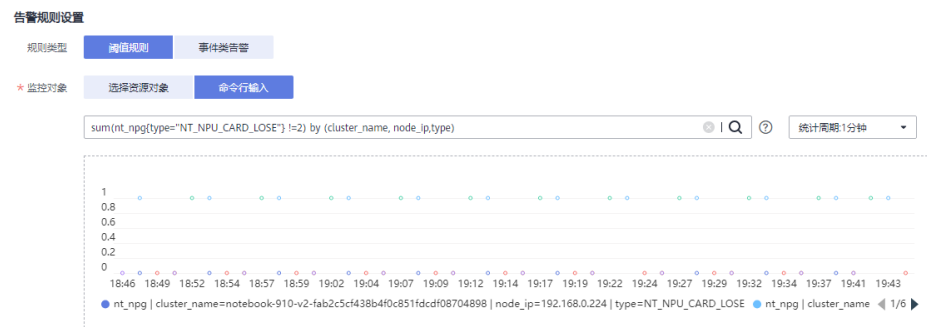 告警规则设置
规则类型 阈值规则 事件类告警
* 监控对象 选择资源对象 命令行输入
sum(nt_npg{type="NT_NPU_CARD_LOSE"} !=2) by (cluster_name, node_ip,type) 统计周期:1分钟
1
0.8
0.6
0.4
0.2
0
18:46 18:49 18:52 18:54 18:57 18:59 19:02 19:04 19:07 19:09 19:12 19:14 19:17 19:19 19:22 19:24 19:27 19:29 19:32 19:34 19:37 19:41 19:43
nt_npg | cluster_name=notebook-910-v2-fab2c5cf438b4f0c851fdcdf08704898 | node_ip=192.168.0.224 | type=NT_NPU_CARD_LOSE nt_npg | cluster_name 1/6